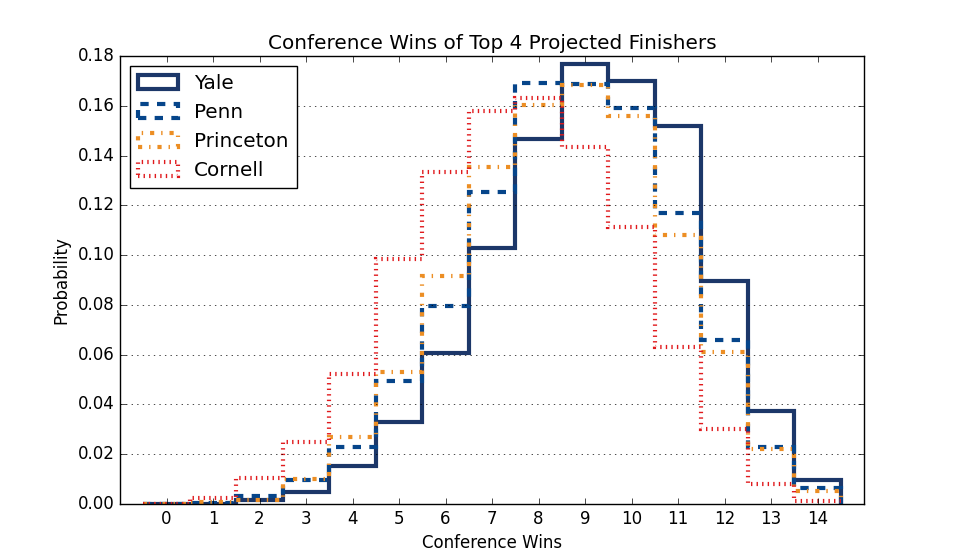 Conference Wins of Top 4 Projected Finishers
0.18
0.16
0.14
0.12
0.10
0.08
0.06
0.04
0.02
0.00
Probability
Yale
Penn
Princeton
Cornell
0 1 2 3 4 5 6 7 8 9 10 11 12 13 14
Conference Wins